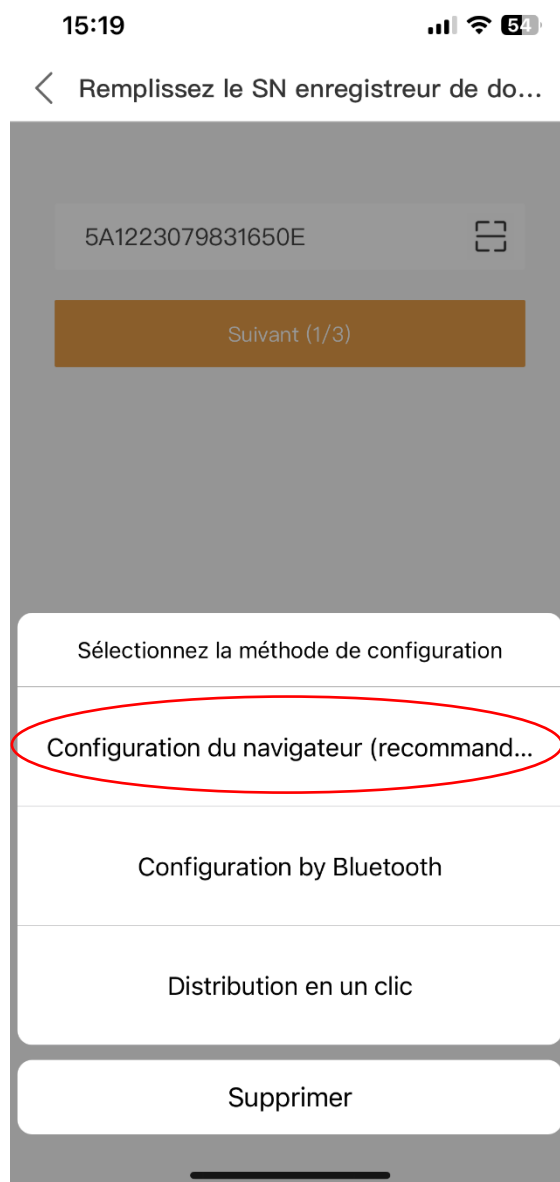 15:19
54
Remplissez le SN enregistreur de do...
5A1223079831650E
Suivant (1/3)
Sélectionnez la méthode de configuration
Configuration du navigateur (recommand...
Configuration by Bluetooth
Distribution en un clic
Supprimer